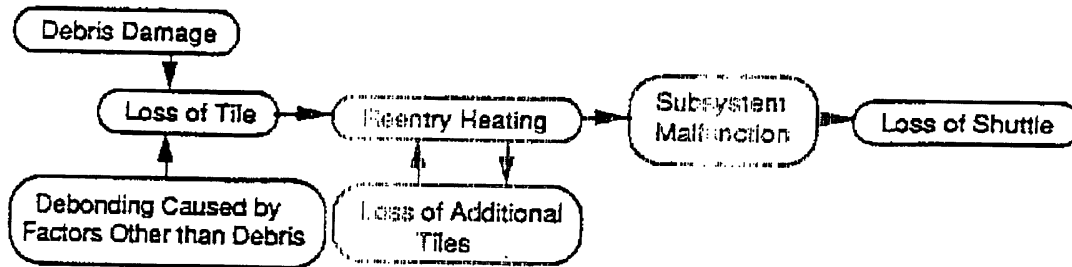 Debris Damage
Loss of Tile
Reentry Heating
Subsystem
Malfunction
Loss of Shuttle
Debonding Caused by
Factors Other than Debris
Loss of Additional
Tiles